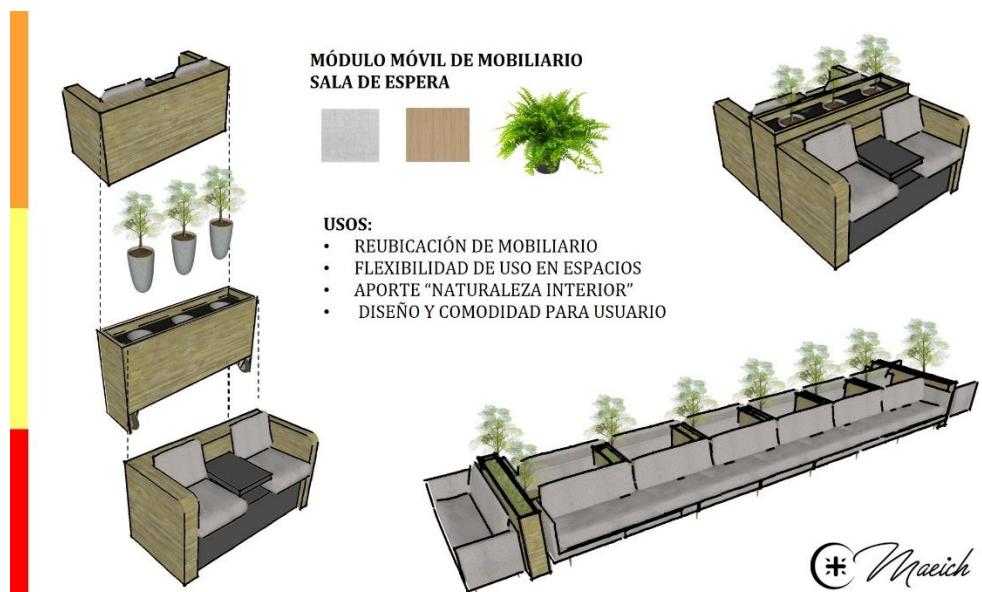 MÓDULO MÓVIL DE MOBILIARIO
SALA DE ESPERA
USOS:
• REUBICACIÓN DE MOBILIARIO
• FLEXIBILIDAD DE USO EN ESPACIOS
• APORTE “NATURALEZA INTERIOR”
• DISEÑO Y COMODIDAD PARA USUARIO
Maeich